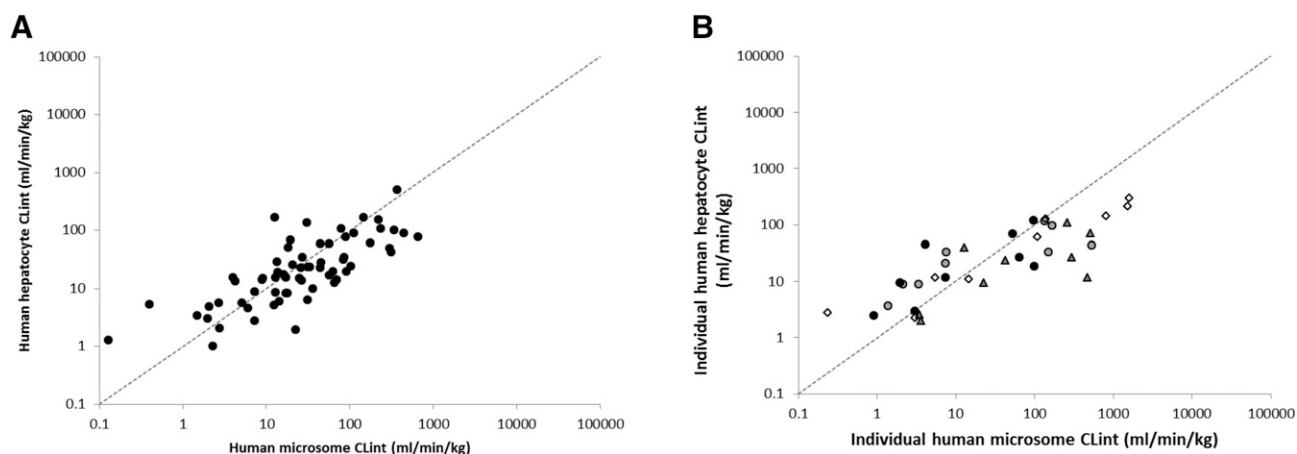 A
100000
10000
1000
100
10
1
0.1
Human hepatocyte CLint (ml/min/kg)
0.1 1 10 100 1000 10000 100000
Human microsome CLint (ml/min/kg)
B
100000
10000
1000
100
10
1
0.1
Individual human hepatocyte CLint
(ml/min/kg)
0.1 1 10 100 1000 10000 100000
Individual human microsome CLint (ml/min/kg)